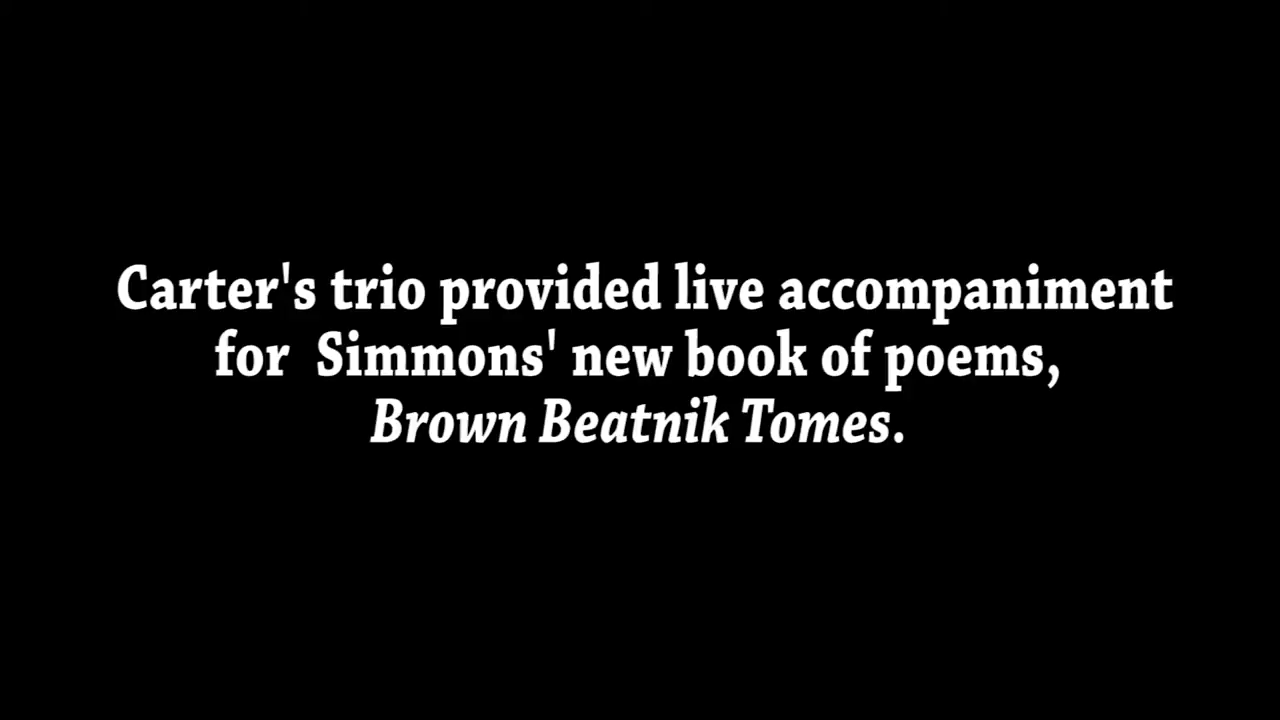 Carter's trio provided live accompaniment
for  Simmons' new book of poems,
Brown Beatnik Tomes.